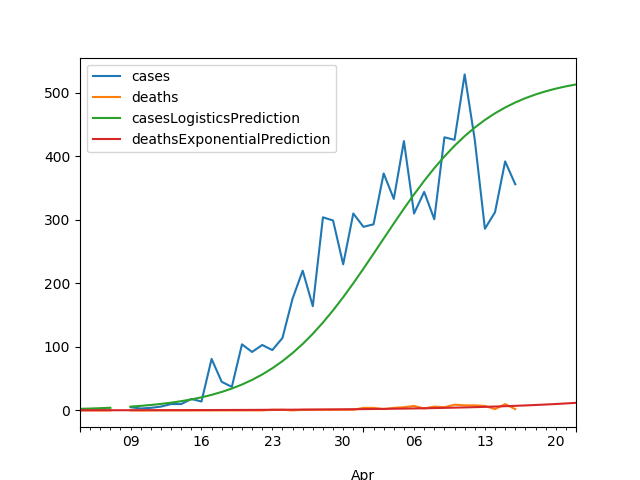 cases
deaths
casesLogisticsPrediction
deathsExponentialPrediction
500
400
300
200
100
0
09 16 23 30 06 13 20
Apr